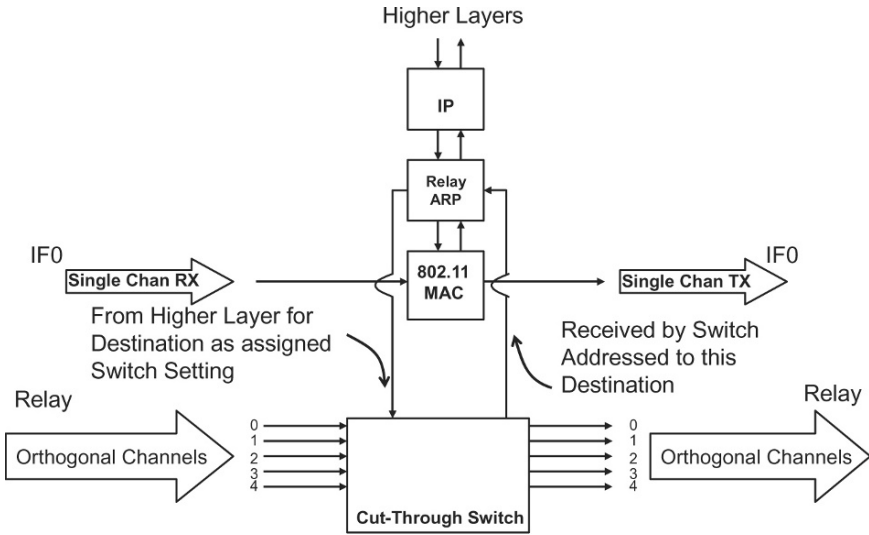 Higher Layers
IP
Relay
ARP
IF0
Single Chan RX
802.11
MAC
Single Chan TX
IF0
From Higher Layer for
Destination as assigned
Switch Setting
Received by Switch
Addressed to this
Destination
Relay
Orthogonal Channels
0
1
2
3
4
Cut-Through Switch
0
1
2
3
4
Relay
Orthogonal Channels